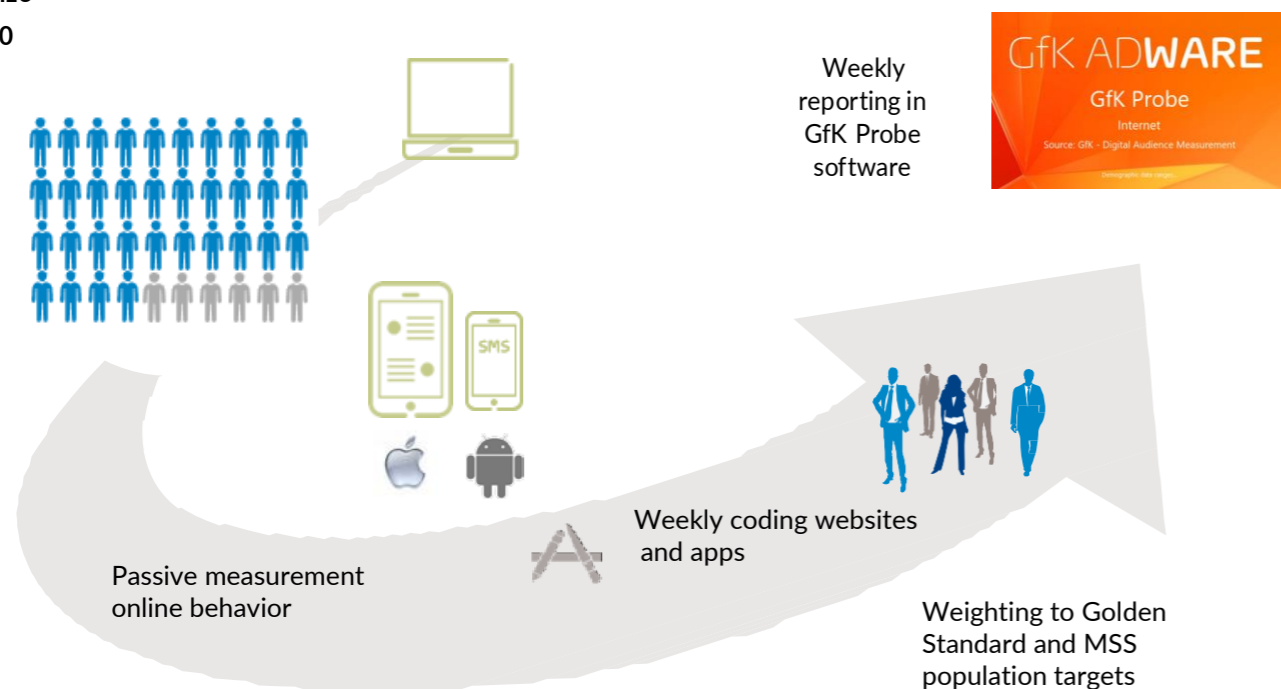 0
Weekly
reporting in
GfK Probe
software
GfK ADWARE
GfK Probe
Internet
Source: GfK - Digital Audience Measurement
SMS
Weekly coding websites
and apps
Passive measurement
online behavior
Weighting to Golden
Standard and MSS
population targets